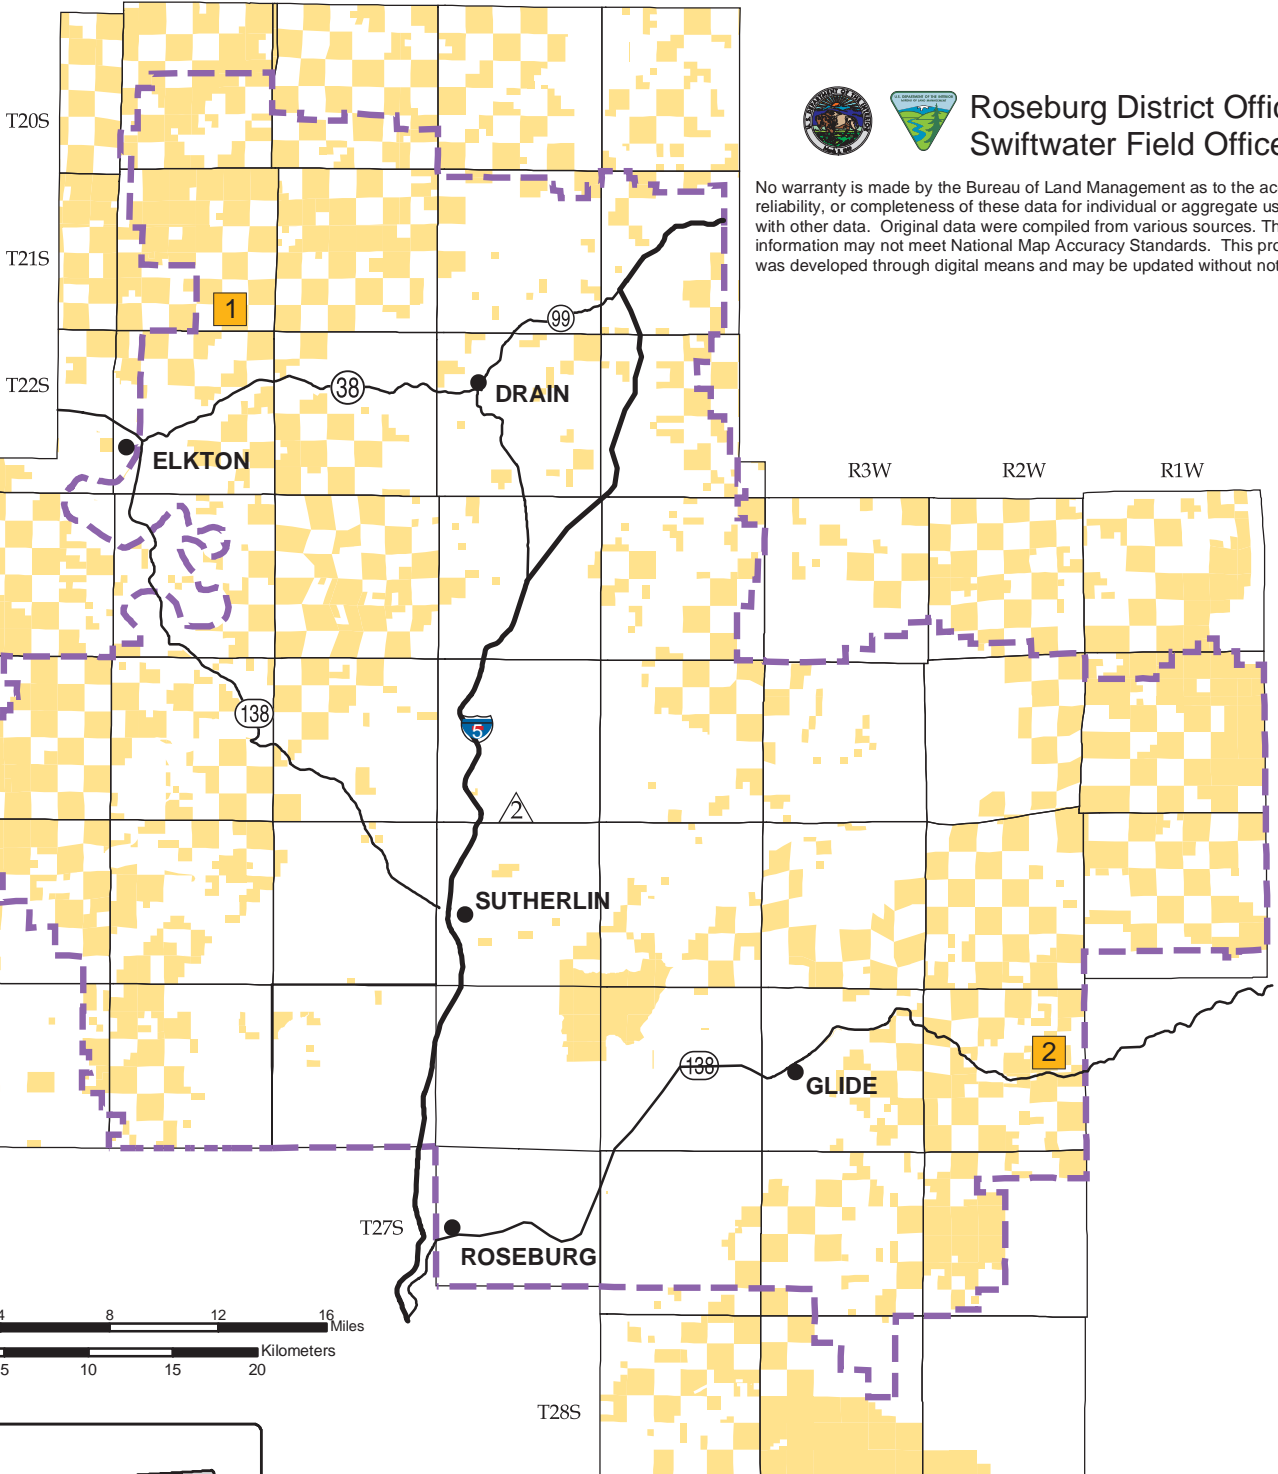 Roseburg District Offic
Swiftwater Field Office
No warranty is made by the Bureau of Land Management as to the ac
reliability, or completeness of these data for individual or aggregate us
with other data. Original data were compiled from various sources. Th
information may not meet National Map Accuracy Standards. This pro
was developed through digital means and may be updated without not
T20S
T21S
1
99
T22S
38
DRAIN
ELKTON
R3W R2W R1W
138
5
2
SUTHERLIN
2
138
GLIDE
T27S
ROSEBURG
4 8 12 16
Miles
Kilometers
5 10 15 20
T28S